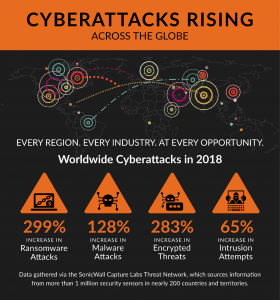 CYBERATTACKS RISING
ACROSS THE GLOBE
EVERY REGION. EVERY INDUSTRY. AT EVERY OPPORTUNITY.
Worldwide Cyberattacks in 2018
299%
INCREASE IN
Ransomware
Attacks
128%
INCREASE IN
Malware
Attacks
283%
INCREASE IN
Encrypted
Threats
65%
INCREASE IN
Intrusion
Attempts
Data gathered via the SonicWall Capture Labs Threat Network, which sources information
from more than 1 million security sensors in nearly 200 countries and territories.